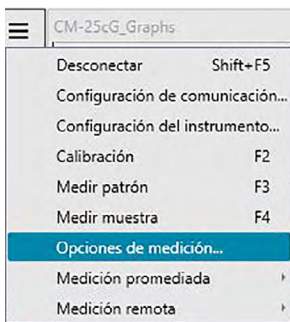 CM-25cG_Graphs
Desconectar Shift+F5
Configuración de comunicación...
Configuración del instrumento...
Calibración F2
Medir patrón F3
Medir muestra F4
Opciones de medición...
Medición promediada
Medición remota